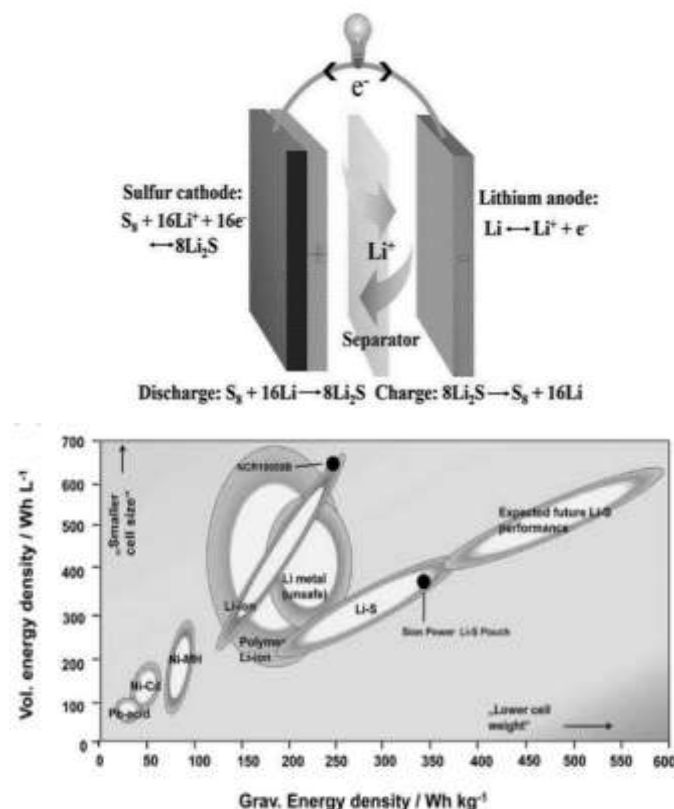 e⁻
Sulfur cathode:
S₈ + 16Li⁺ + 16e⁻
↔8Li₂S
+
Li⁺
Separator
-
Lithium anode:
Li ↔ Li⁺ + e⁻
Discharge: S₈ + 16Li → 8Li₂S Charge: 8Li₂S → S₈ + 16Li
Vol. energy density / Wh L⁻¹
700
600
500
400
300
200
100
0
„Smaller
cell size"
Li-ion
Li metal
(unsafe)
Polymer
Li-ion
Ni-MH
Ni-Cd
Pb-acid
Li-S
Sion Power Li-S Pouch
Expected future Li-S
performance
„Lower cell
weight"
0 50 100 150 200 250 300 350 400 450 500 550 600
Grav. Energy density / Wh kg⁻¹